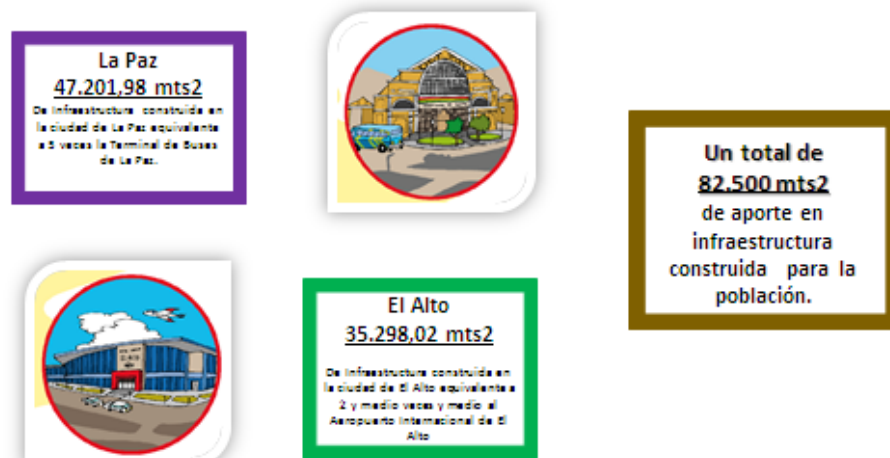 La Paz
47.201,98 mts2
De Infraestructura construida en
la ciudad de La Paz equivalente
a 5 veces la Terminal de Buses
de La Paz.
Un total de
82.500 mts2
de aporte en
infraestructura
construida para la
población.
El Alto
35.298,02 mts2
De Infraestructura construida en
la ciudad de El Alto equivalente a
2 y medio veces y medio al
Aeropuerto Internacional de El
Alto